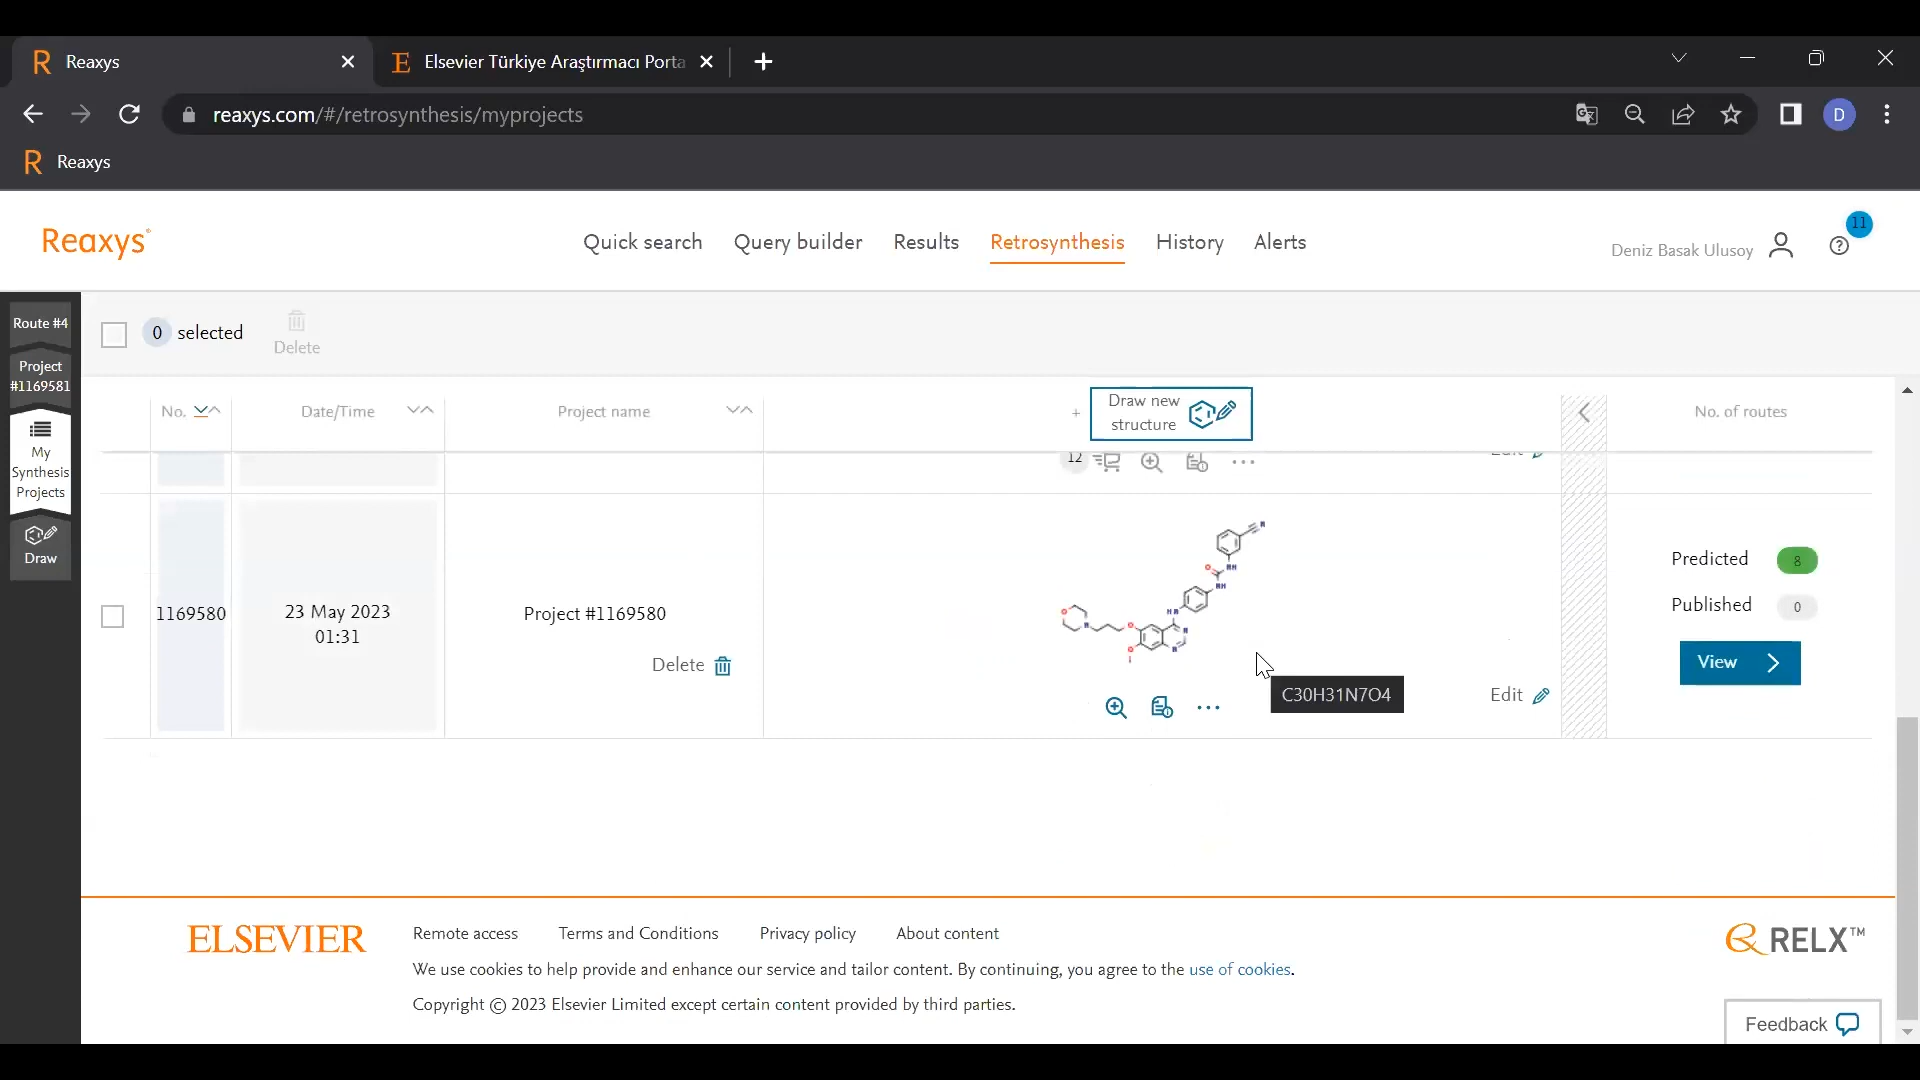 Reaxys
Elsevier Türkiye Araştırmacı Porta
reaxys.com/#/retrosynthesis/myprojects
D
R Reaxys
Reaxys®
Quick search
Query builder
Results
Retrosynthesis
History
Alerts
Deniz Basak Ulusoy
11
Route #4
Project
#1169581
My
Synthesis
Projects
Draw
0 selected
Delete
No.
Date/Time
Project name
+
Draw new
structure
No. of routes
12
Edit
1169580
23 May 2023
01:31
Project #1169580
Delete
C30H31N7O4
Edit
Predicted 8
Published 0
View
ELSEVIER
Remote access
Terms and Conditions
Privacy policy
About content
We use cookies to help provide and enhance our service and tailor content. By continuing, you agree to the use of cookies.
Copyright © 2023 Elsevier Limited except certain content provided by third parties.
RELX™
Feedback